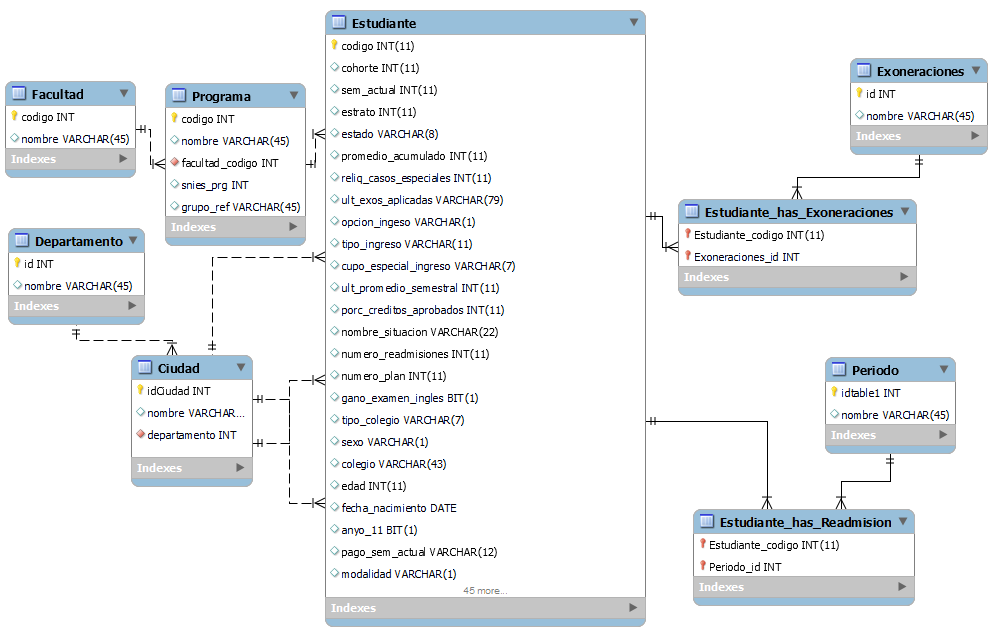 Facultad
codigo INT
nombre VARCHAR(45)
Indexes
Programa
codigo INT
nombre VARCHAR(45)
facultad_codigo INT
snies_prg INT
grupo_ref VARCHAR(45)
Indexes
Departamento
id INT
nombre VARCHAR(45)
Indexes
Ciudad
idCiudad INT
nombre VARCHAR...
departamento INT
Indexes
Estudiante
codigo INT(11)
cohorte INT(11)
sem_actual INT(11)
estrato INT(11)
estado VARCHAR(8)
promedio_acumulado INT(11)
reliq_casos_especiales INT(11)
ult_exos_aplicadas VARCHAR(79)
opcion_ingeso VARCHAR(1)
tipo_ingreso VARCHAR(11)
cupo_especial_ingreso VARCHAR(7)
ult_promedio_semestral INT(11)
porc_creditos_aprobados INT(11)
nombre_situacion VARCHAR(22)
numero_readmisiones INT(11)
numero_plan INT(11)
gano_examen_ingles BIT(1)
tipo_colegio VARCHAR(7)
sexo VARCHAR(1)
colegio VARCHAR(43)
edad INT(11)
fecha_nacimiento DATE
anyo_11 BIT(1)
pago_sem_actual VARCHAR(12)
modalidad VARCHAR(1)
45 more...
Indexes
Exoneraciones
id INT
nombre VARCHAR(45)
Indexes
Estudiante_has_Exoneraciones
Estudiante_codigo INT(11)
Exoneraciones_id INT
Indexes
Periodo
idtable1 INT
nombre VARCHAR(45)
Indexes
Estudiante_has_Readmision
Estudiante_codigo INT(11)
Periodo_id INT
Indexes